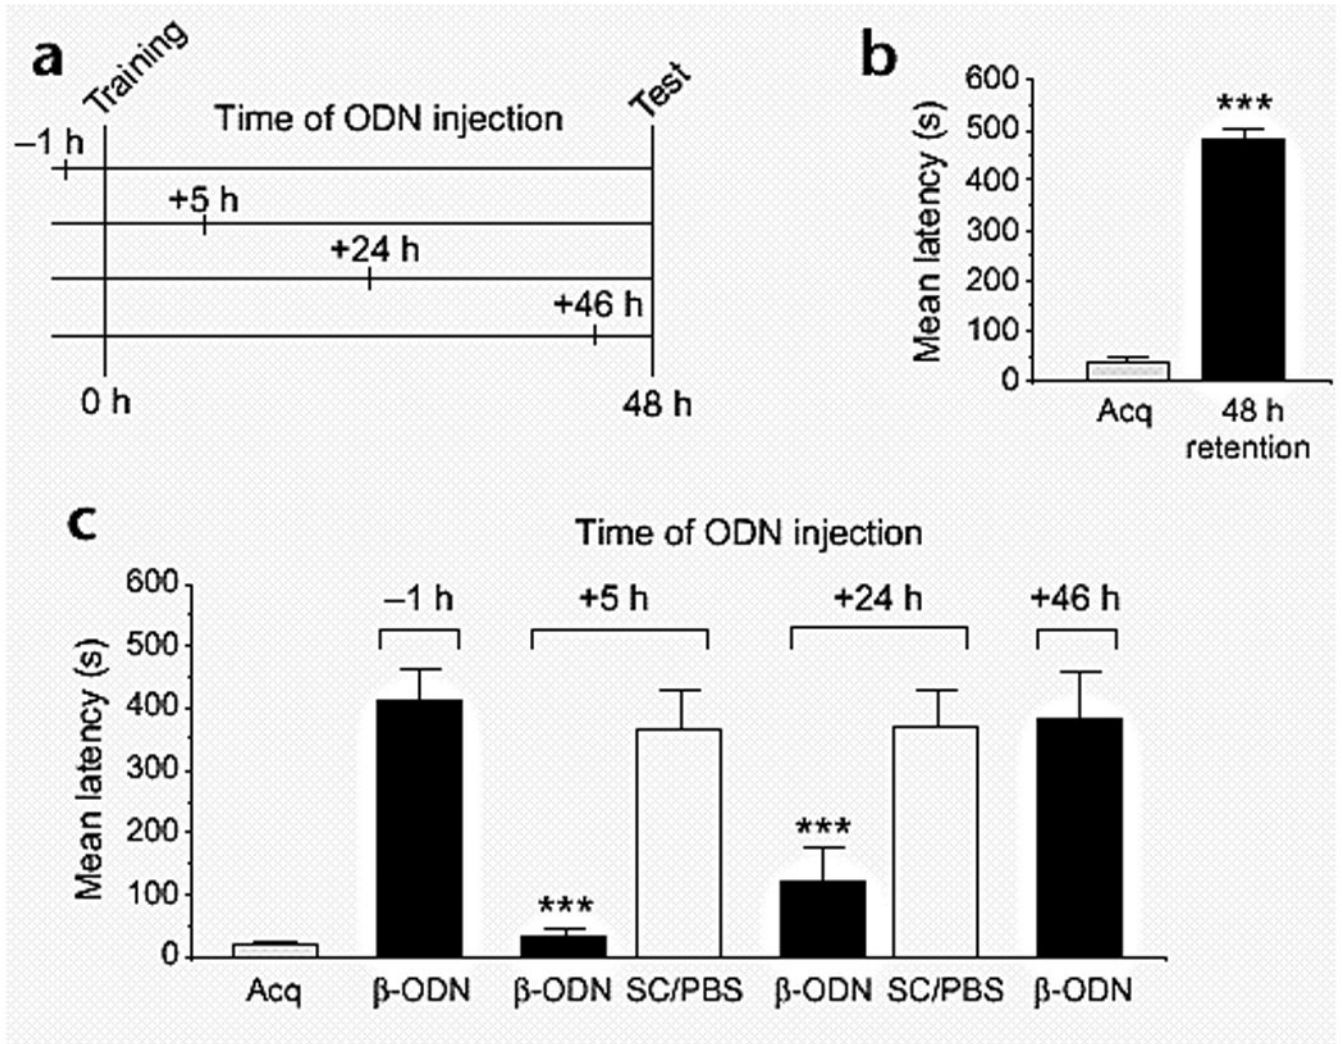 a
Training
Time of ODN injection
Test
–1 h
+5 h
+24 h
+46 h
0 h
48 h
b
Mean latency (s)
600
500
400
300
200
100
0
***
Acq
48 h
retention
c
Time of ODN injection
Mean latency (s)
600
500
400
300
200
100
0
–1 h
+5 h
+24 h
+46 h
***
***
Acq
β-ODN
β-ODN
SC/PBS
β-ODN
SC/PBS
β-ODN